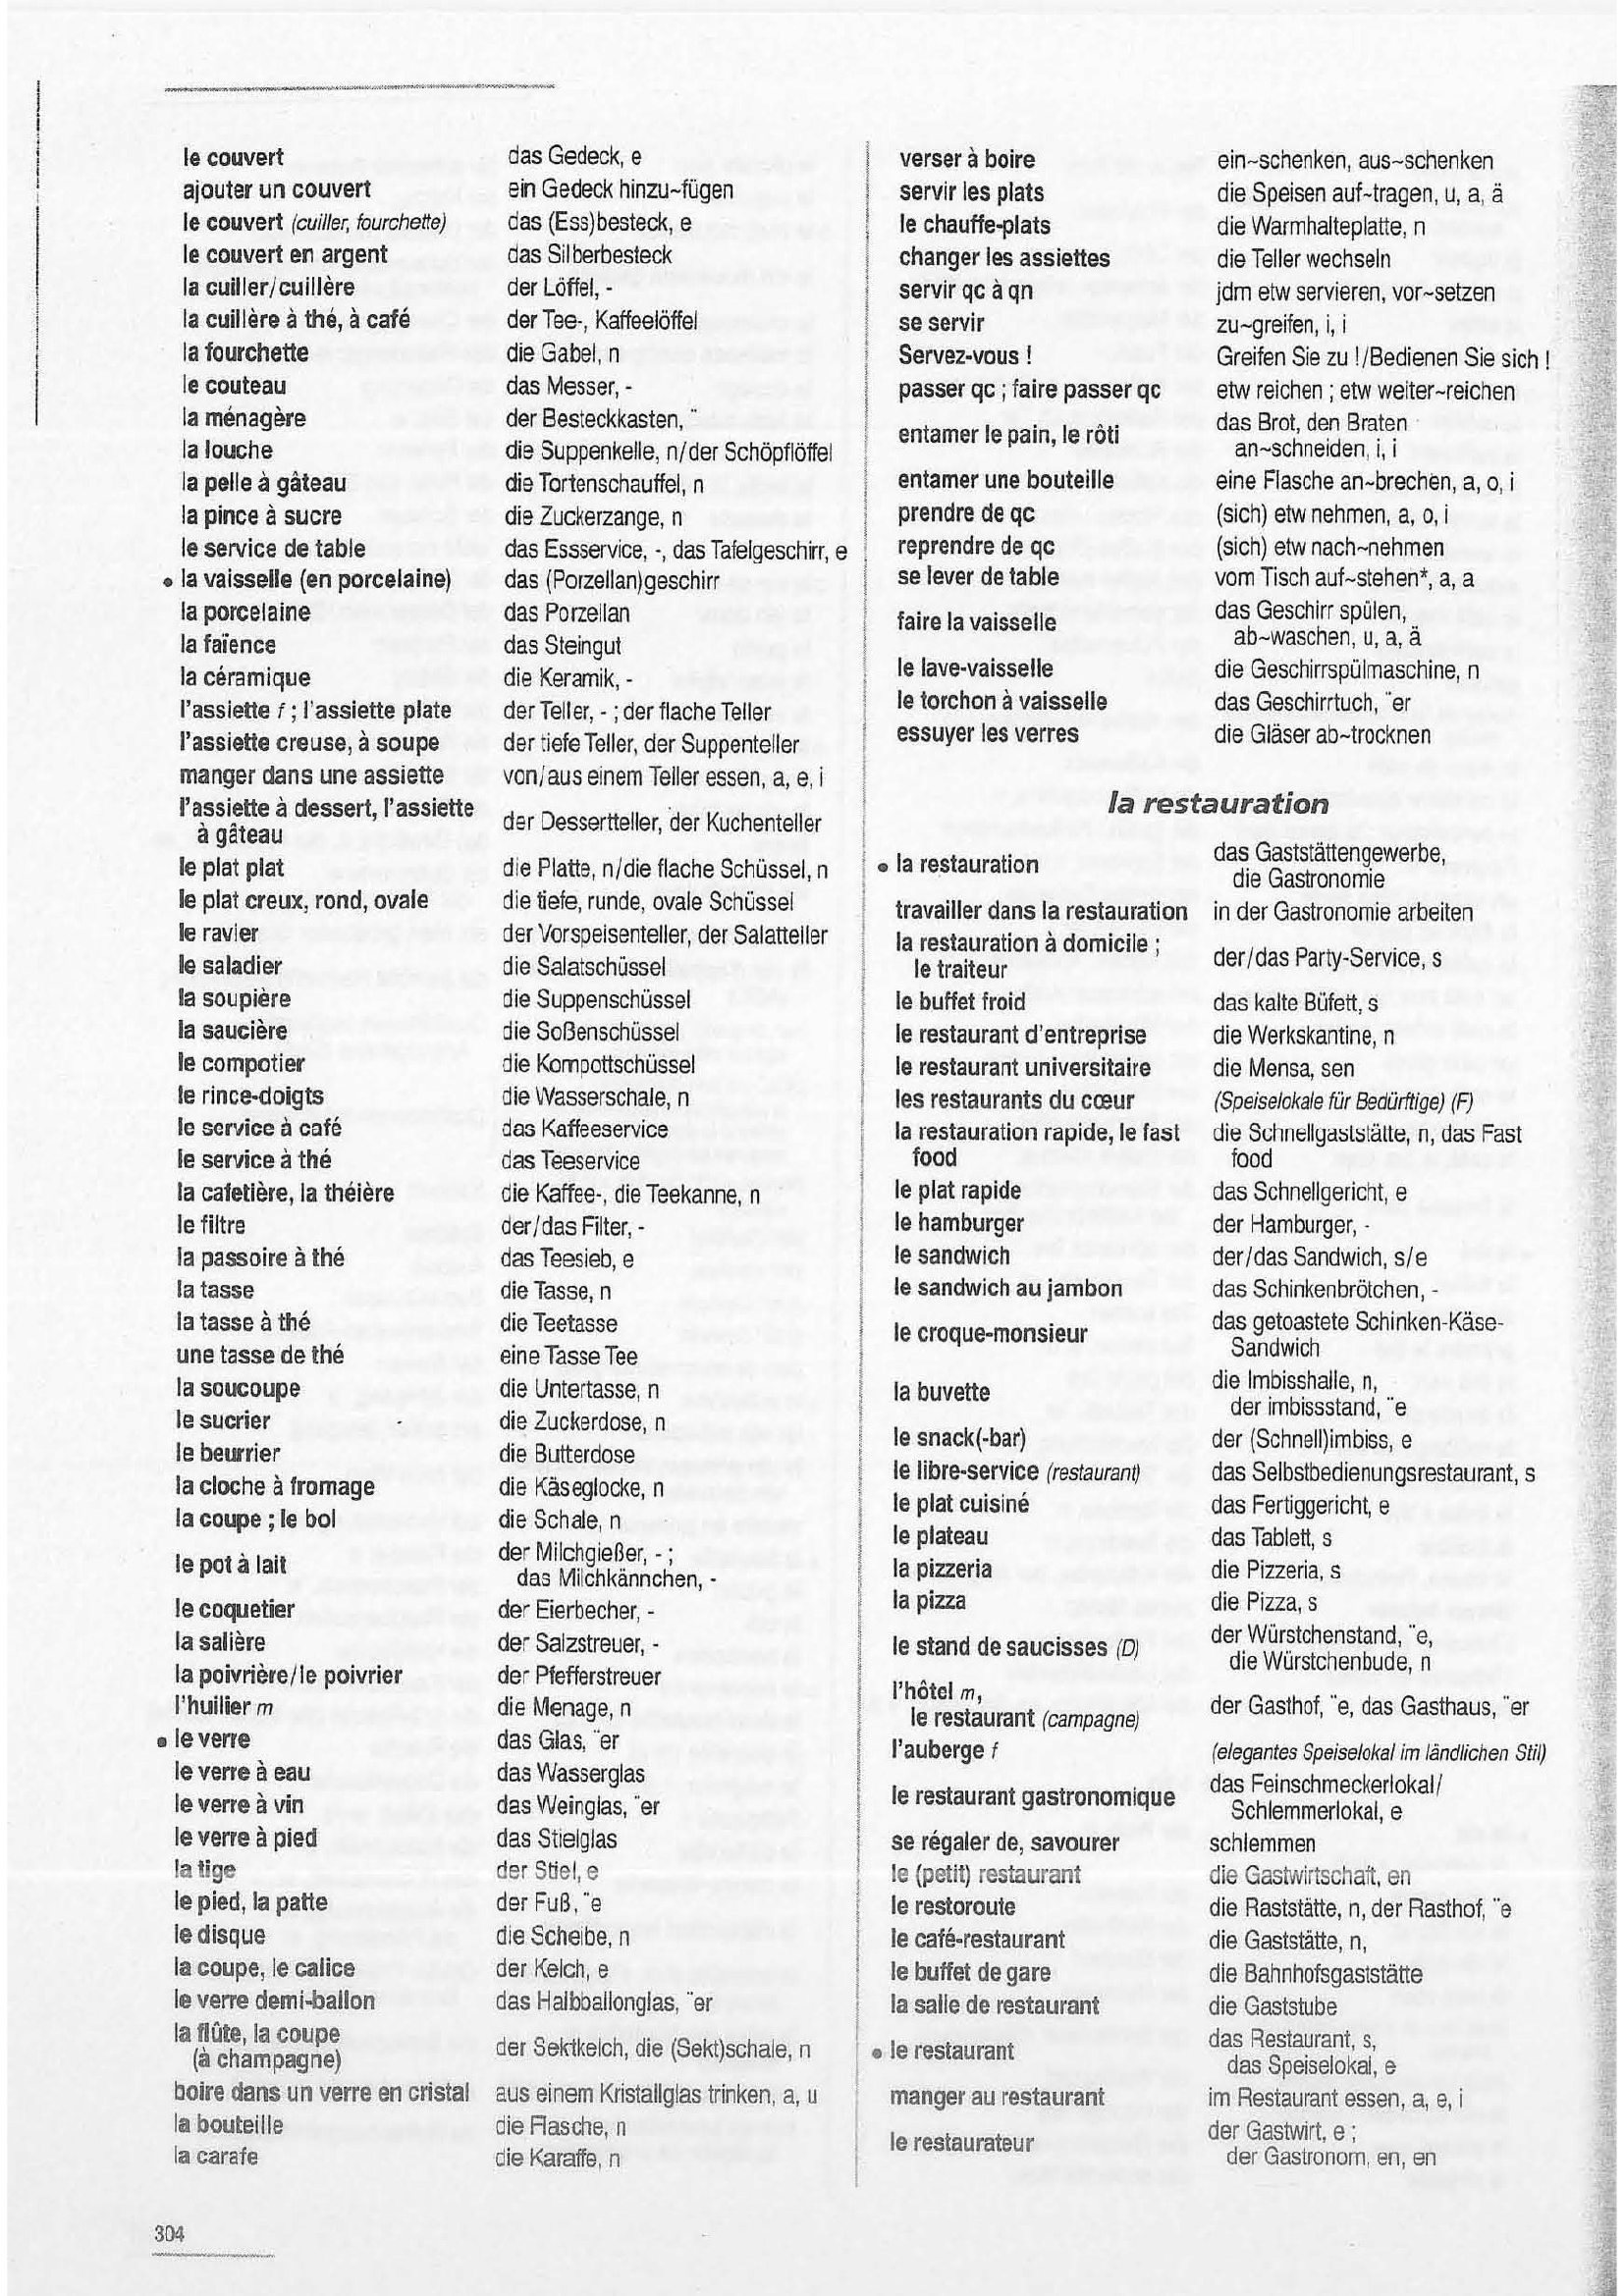 le couvert das Gedeck, e
ajouter un couvert ein Gedeck hinzu~fügen
le couvert (cuiller, fourchette) das (Ess)besteck, e
le couvert en argent das Silberbesteck
la cuiller/cuillère der Löffel, -
la cuillère à thé, à café der Tee-, Kaffeelöffel
la fourchette die Gabel, n
le couteau das Messer, -
la ménagère der Besteckkasten, ¨
la louche die Suppenkelle, n/der Schöpflöffel
la pelle à gâteau die Tortenschauffel, n
la pince à sucre die Zuckerzange, n
le service de table das Essservice, -, das Tafelgeschirr, e
• la vaisselle (en porcelaine) das (Porzellan)geschirr
la porcelaine das Porzellan
la faïence das Steingut
la céramique die Keramik, -
l'assiette f ; l'assiette plate der Teller, - ; der flache Teller
l'assiette creuse, à soupe der tiefe Teller, der Suppenteller
manger dans une assiette von/aus einem Teller essen, a, e, i
l'assiette à dessert, l'assiette
à gâteau der Dessertteller, der Kuchenteller
le plat plat die Platte, n/die flache Schüssel, n
le plat creux, rond, ovale die tiefe, runde, ovale Schüssel
le ravier der Vorspeisenteller, der Salatteller
le saladier die Salatschüssel
la soupière die Suppenschüssel
la saucière die Soßenschüssel
le compotier die Kompottschüssel
le rince-doigts die Wasserschale, n
le service à café das Kaffeeservice
le service à thé das Teeservice
la cafetière, la théière die Kaffee-, die Teekanne, n
le filtre der/das Filter, -
la passoire à thé das Teesieb, e
la tasse die Tasse, n
la tasse à thé die Teetasse
une tasse de thé eine Tasse Tee
la soucoupe die Untertasse, n
le sucrier die Zuckerdose, n
le beurrier die Butterdose
la cloche à fromage die Käseglocke, n
la coupe ; le bol die Schale, n
le pot à lait der Milchgießer, - ;
das Milchkännchen, -
le coquetier der Eierbecher, -
la salière der Salzstreuer, -
la poivrière/le poivrier der Pfefferstreuer
l'huilier m die Menage, n
• le verre das Glas, ¨er
le verre à eau das Wasserglas
le verre à vin das Weinglas, ¨er
le verre à pied das Stielglas
la tige der Stiel, e
le pied, la patte der Fuß, ¨e
le disque die Scheibe, n
la coupe, le calice der Kelch, e
le verre demi-ballon das Halbballonglas, ¨er
la flûte, la coupe
(à champagne) der Sektkelch, die (Sekt)schale, n
boire dans un verre en cristal aus einem Kristallglas trinken, a, u
la bouteille die Flasche, n
la carafe die Karaffe, n
304
verser à boire ein~schenken, aus~schenken
servir les plats die Speisen auf~tragen, u, a, ä
le chauffe-plats die Warmhalteplatte, n
changer les assiettes die Teller wechseln
servir qc à qn jdm etw servieren, vor~setzen
se servir zu~greifen, i, i
Servez-vous ! Greifen Sie zu !/Bedienen Sie sich !
passer qc ; faire passer qc etw reichen ; etw weiter~reichen
entamer le pain, le rôti das Brot, den Braten
an~schneiden, i, i
entamer une bouteille eine Flasche an~brechen, a, o, i
prendre de qc (sich) etw nehmen, a, o, i
reprendre de qc (sich) etw nach~nehmen
se lever de table vom Tisch auf~stehen*, a, a
faire la vaisselle das Geschirr spülen,
ab~waschen, u, a, ä
le lave-vaisselle die Geschirrspülmaschine, n
le torchon à vaisselle das Geschirrtuch, ¨er
essuyer les verres die Gläser ab~trocknen
la restauration
• la restauration das Gaststättengewerbe,
die Gastronomie
travailler dans la restauration in der Gastronomie arbeiten
la restauration à domicile ;
le traiteur der/das Party-Service, s
le buffet froid das kalte Büfett, s
le restaurant d'entreprise die Werkskantine, n
le restaurant universitaire die Mensa, sen
les restaurants du cœur (Speiselokale für Bedürftige) (F)
la restauration rapide, le fast die Schnellgaststätte, n, das Fast
food food
le plat rapide das Schnellgericht, e
le hamburger der Hamburger, -
le sandwich der/das Sandwich, s/e
le sandwich au jambon das Schinkenbrötchen, -
le croque-monsieur das getoastete Schinken-Käse-
Sandwich
la buvette die Imbisshalle, n,
der imbissstand, ¨e
le snack(-bar) der (Schnell)imbiss, e
le libre-service (restaurant) das Selbstbedienungsrestaurant, s
le plat cuisiné das Fertiggericht, e
le plateau das Tablett, s
la pizzeria die Pizzeria, s
la pizza die Pizza, s
le stand de saucisses (D) der Würstchenstand, ¨e,
die Würstchenbude, n
l'hôtel m,
le restaurant (campagne) der Gasthof, ¨e, das Gasthaus, ¨er
l'auberge f (elegantes Speiselokal im ländlichen Stil)
le restaurant gastronomique das Feinschmeckerlokal/
Schlemmerlokal, e
se régaler de, savourer schlemmen
le (petit) restaurant die Gastwirtschaft, en
le restoroute die Raststätte, n, der Rasthof, ¨e
le café-restaurant die Gaststätte, n,
le buffet de gare die Bahnhofsgaststätte
la salle de restaurant die Gaststube
• le restaurant das Restaurant, s,
das Speiselokal, e
manger au restaurant im Restaurant essen, a, e, i
le restaurateur der Gastwirt, e ;
der Gastronom, en, en